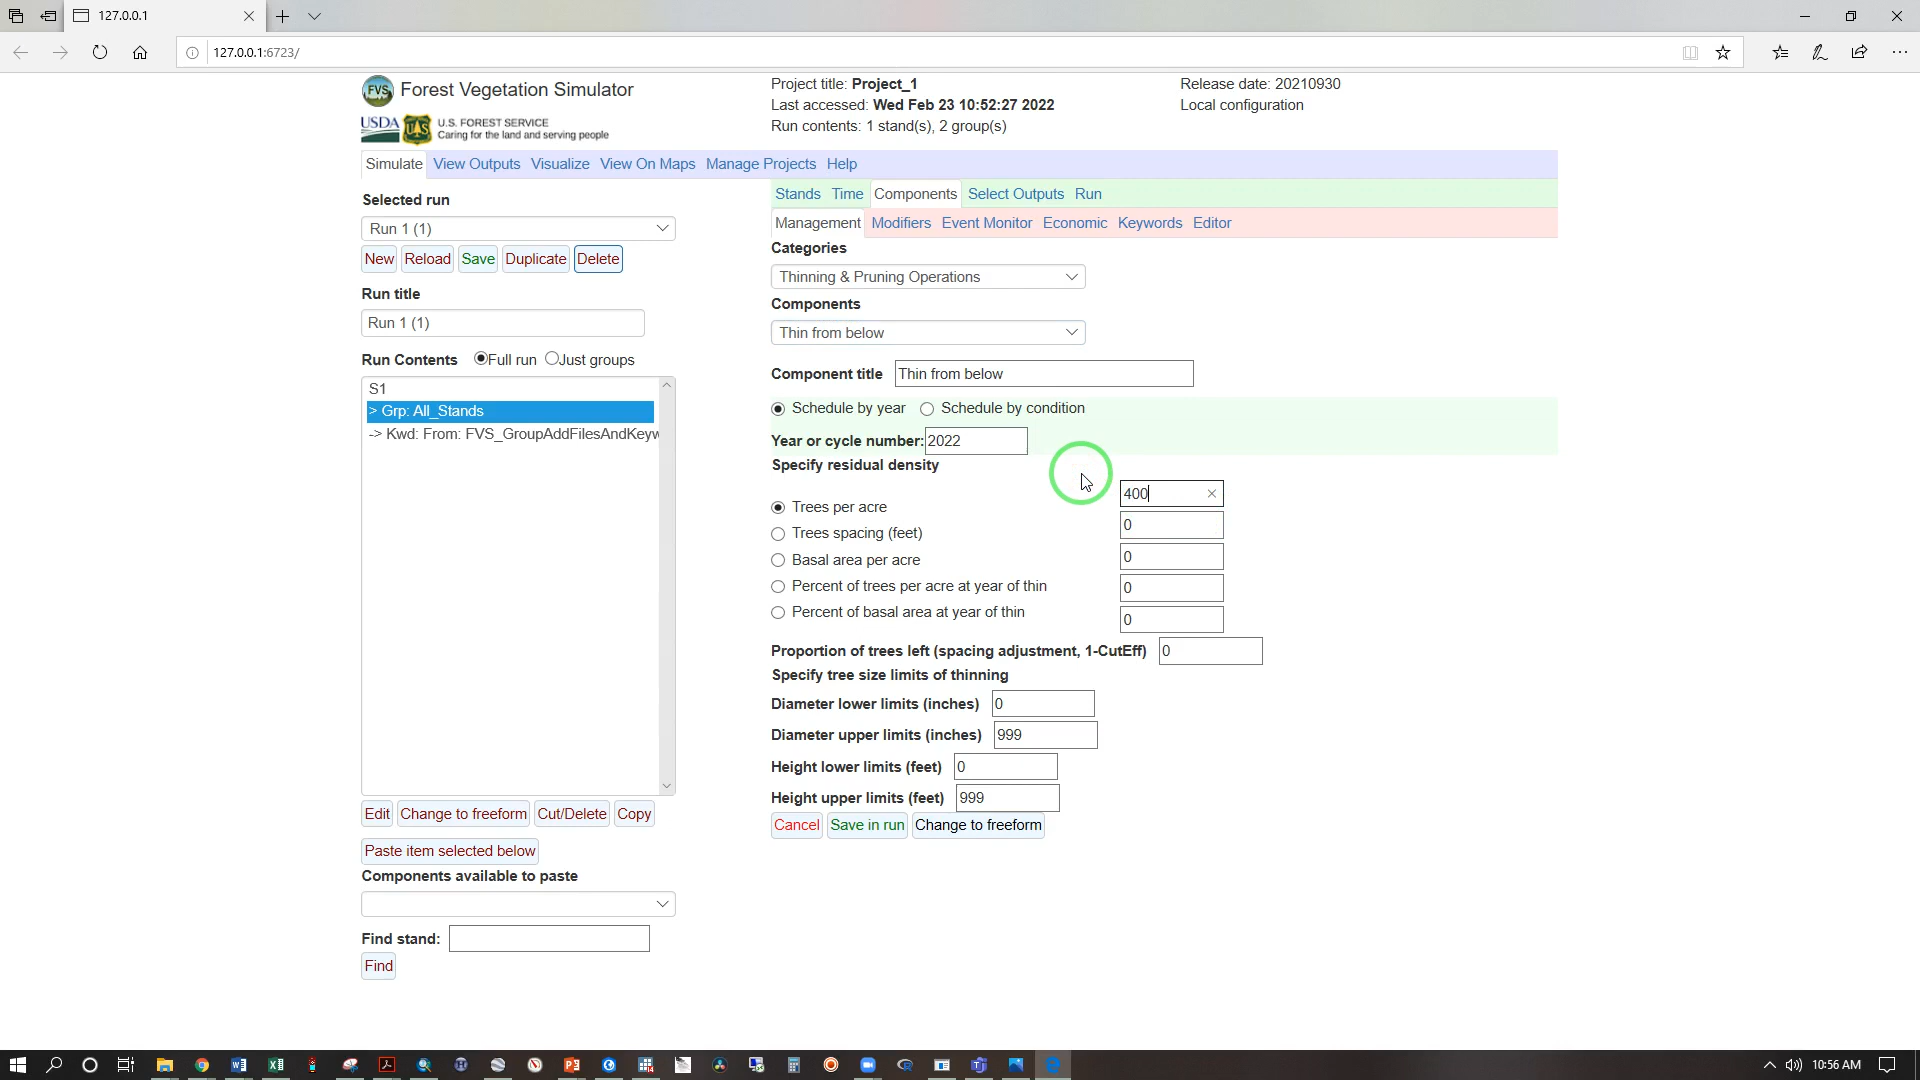 127.0.0.1
127.0.0.1:6723/
FVS Forest Vegetation Simulator
USDA U.S. FOREST SERVICE
Caring for the land and serving people
Project title: Project_1
Last accessed: Wed Feb 23 10:52:27 2022
Run contents: 1 stand(s), 2 group(s)
Release date: 20210930
Local configuration
Simulate View Outputs Visualize View On Maps Manage Projects Help
Selected run
Run 1 (1)
New Reload Save Duplicate Delete
Run title
Run 1 (1)
Run Contents Full run Just groups
S1
> Grp: All_Stands
-> Kwd: From: FVS_GroupAddFilesAndKeyw
Edit Change to freeform Cut/Delete Copy
Paste item selected below
Components available to paste
Find stand:
Find
Stands Time Components Select Outputs Run
Management Modifiers Event Monitor Economic Keywords Editor
Categories
Thinning & Pruning Operations
Components
Thin from below
Component title Thin from below
Schedule by year Schedule by condition
Year or cycle number: 2022
Specify residual density
Trees per acre 400
Trees spacing (feet) 0
Basal area per acre 0
Percent of trees per acre at year of thin 0
Percent of basal area at year of thin 0
Proportion of trees left (spacing adjustment, 1-CutEff) 0
Specify tree size limits of thinning
Diameter lower limits (inches) 0
Diameter upper limits (inches) 999
Height lower limits (feet) 0
Height upper limits (feet) 999
Cancel Save in run Change to freeform
10:56 AM